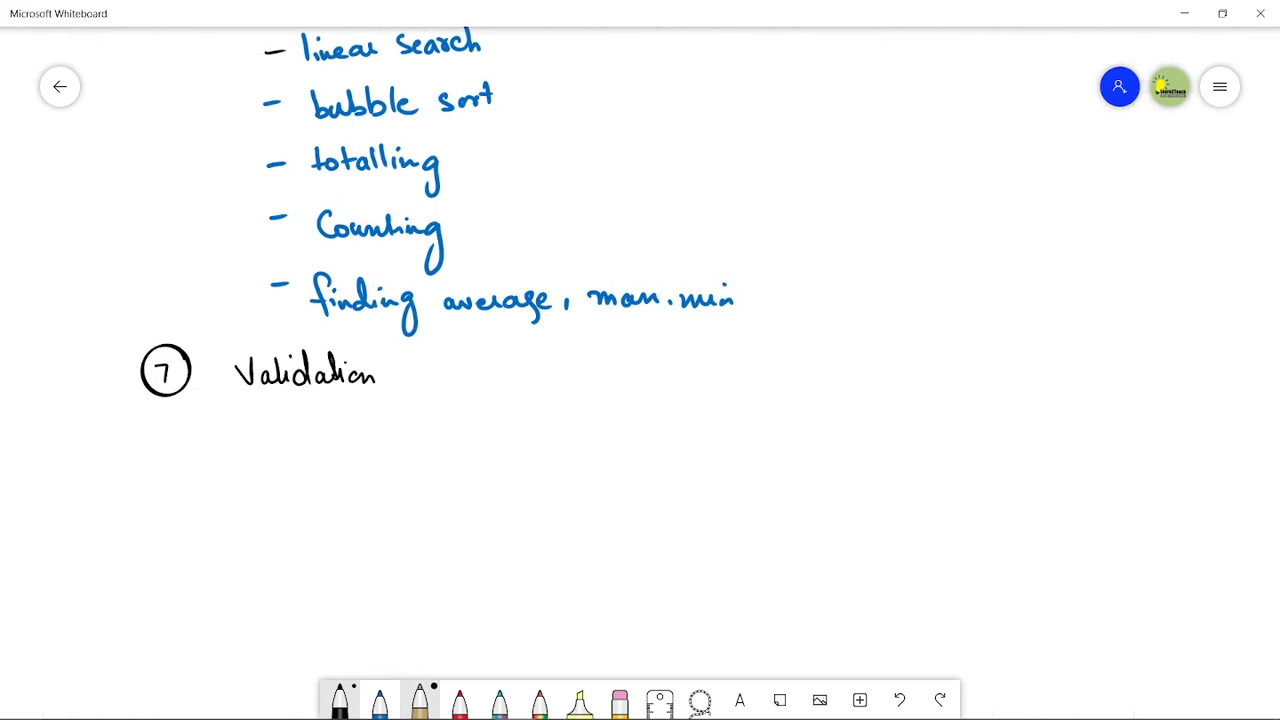 Microsoft Whiteboard
- linear search
- bubble sort
- totalling
- Counting
- finding average, max. min
7 Validation
A